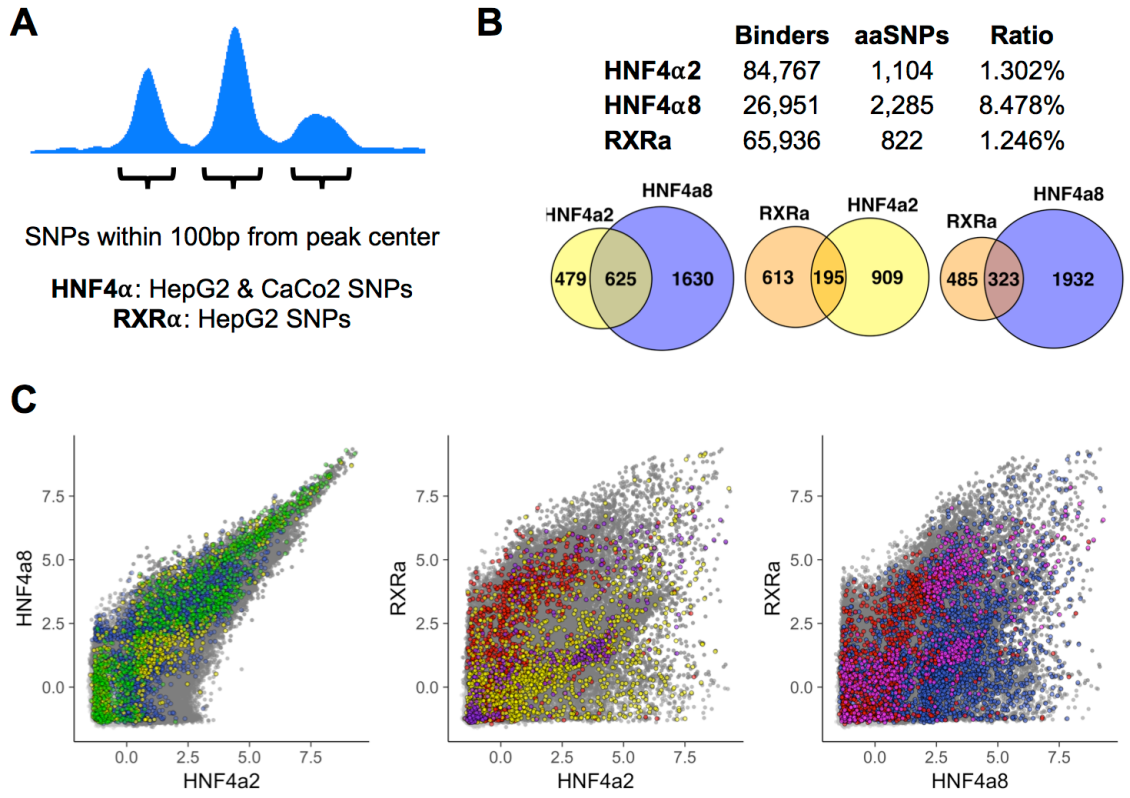 A
SNPs within 100bp from peak center
HNF4α: HepG2 & CaCo2 SNPs
RXRα: HepG2 SNPs
B
Binders aaSNPs Ratio
HNF4α2 84,767 1,104 1.302%
HNF4α8 26,951 2,285 8.478%
RXRa 65,936 822 1.246%
HNF4a2 HNF4a8
479 625 1630
RXRa HNF4a2
613 195 909
RXRa HNF4a8
485 323 1932
C
HNF4a8
7.5
5.0
2.5
0.0
0.0 2.5 5.0 7.5
HNF4a2
RXRa
7.5
5.0
2.5
0.0
0.0 2.5 5.0 7.5
HNF4a2
RXRa
7.5
5.0
2.5
0.0
0.0 2.5 5.0 7.5
HNF4a8